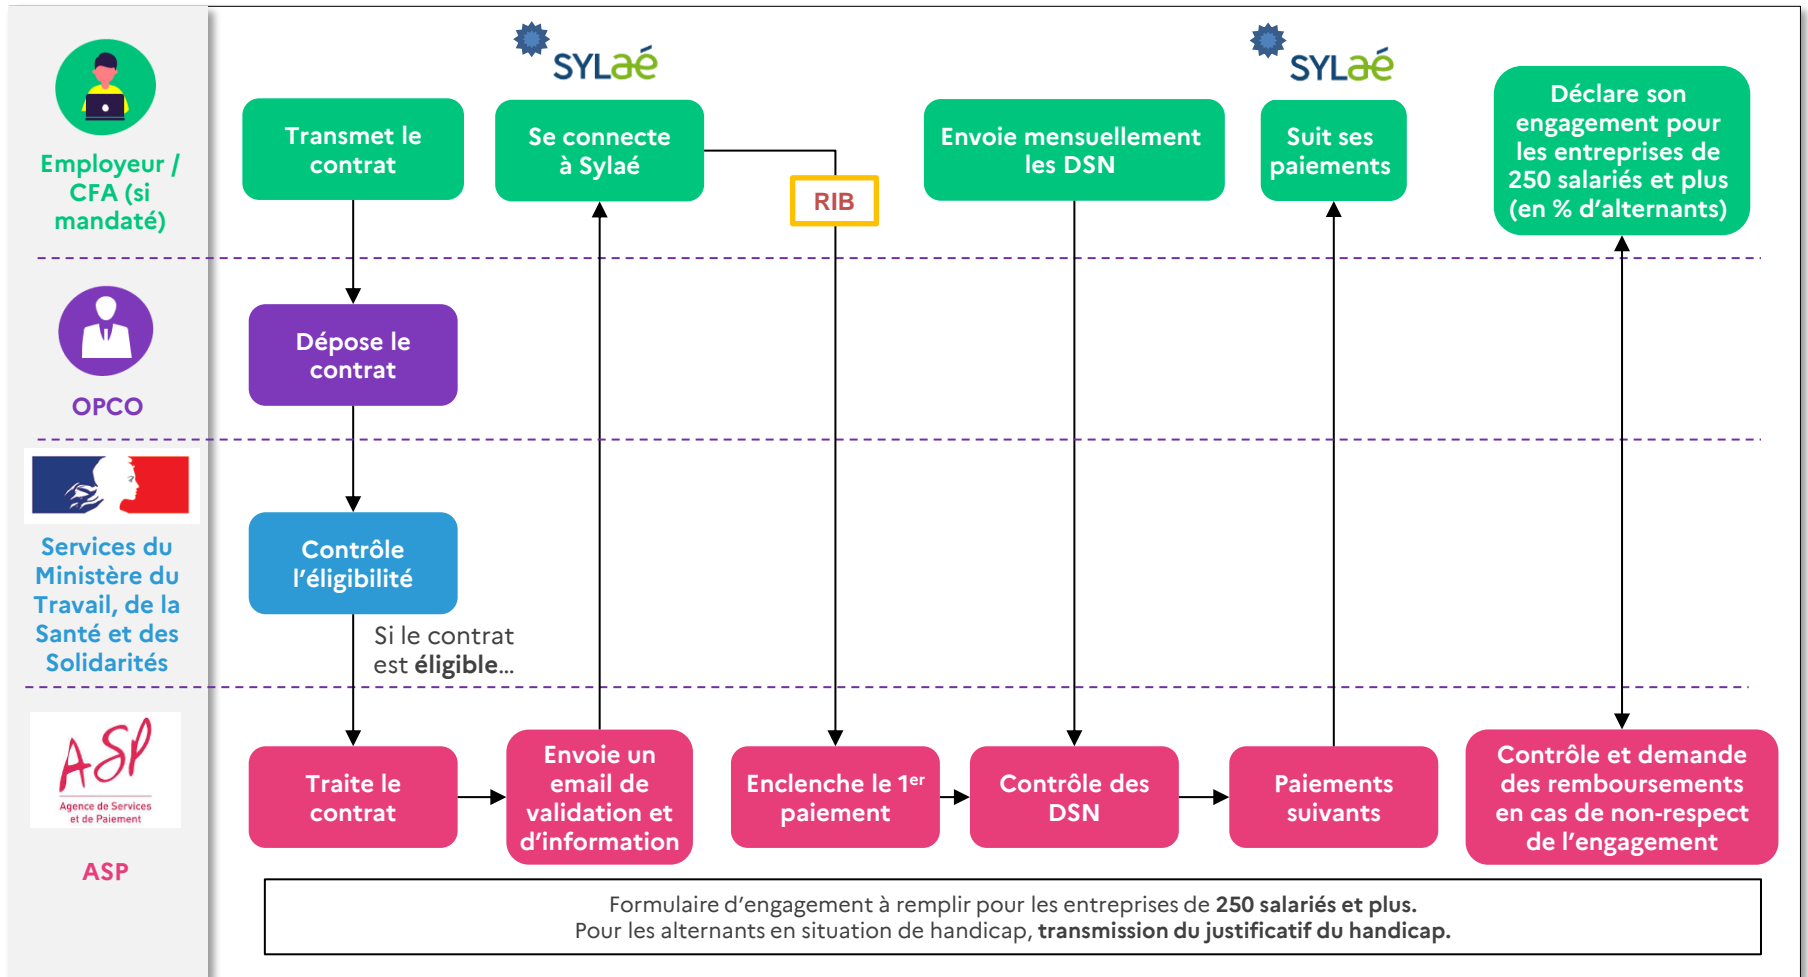 SYLaé
SYLaé
Employeur /
CFA (si
mandaté)
Transmet le
contrat
Se connecte
à Sylaé
RIB
Envoie mensuellement
les DSN
Suit ses
paiements
Déclare son
engagement pour
les entreprises de
250 salariés et plus
(en % d’alternants)
OPCO
Dépose le
contrat
Services du
Ministère du
Travail, de la
Santé et des
Solidarités
Contrôle
l’éligibilité
Si le contrat
est éligible…
ASP
Agence de Services
et de Paiement
ASP
Traite le
contrat
Envoie un
email de
validation et
d’information
Enclenche le 1er
paiement
Contrôle des
DSN
Paiements
suivants
Contrôle et demande
des remboursements
en cas de non-respect
de l’engagement
Formulaire d’engagement à remplir pour les entreprises de 250 salariés et plus.
Pour les alternants en situation de handicap, transmission du justificatif du handicap.